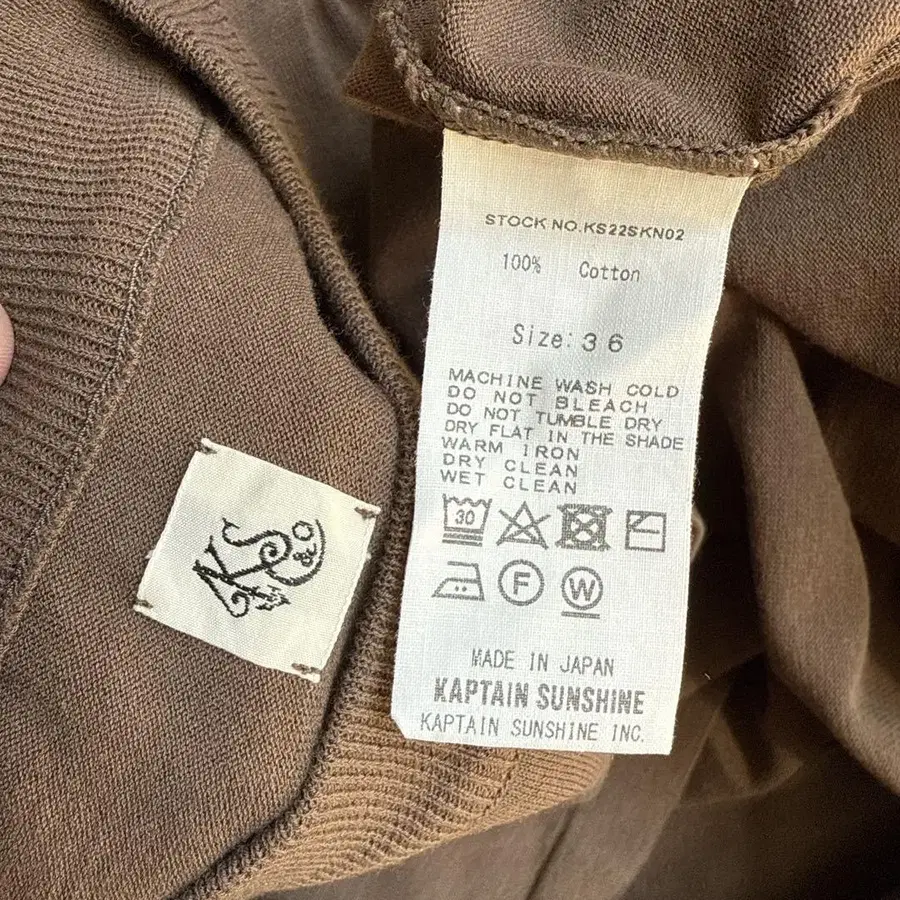 STOCK NO.KS22SKN02
100% Cotton
Size: 36
MACHINE WASH COLD
DO NOT BLEACH
DO NOT TUMBLE DRY
DRY FLAT IN THE SHADE
WARM IRON
DRY CLEAN
WET CLEAN
30
F
W
MADE IN JAPAN
KAPTAIN SUNSHINE
KAPTAIN SUNSHINE INC.
KS&CO